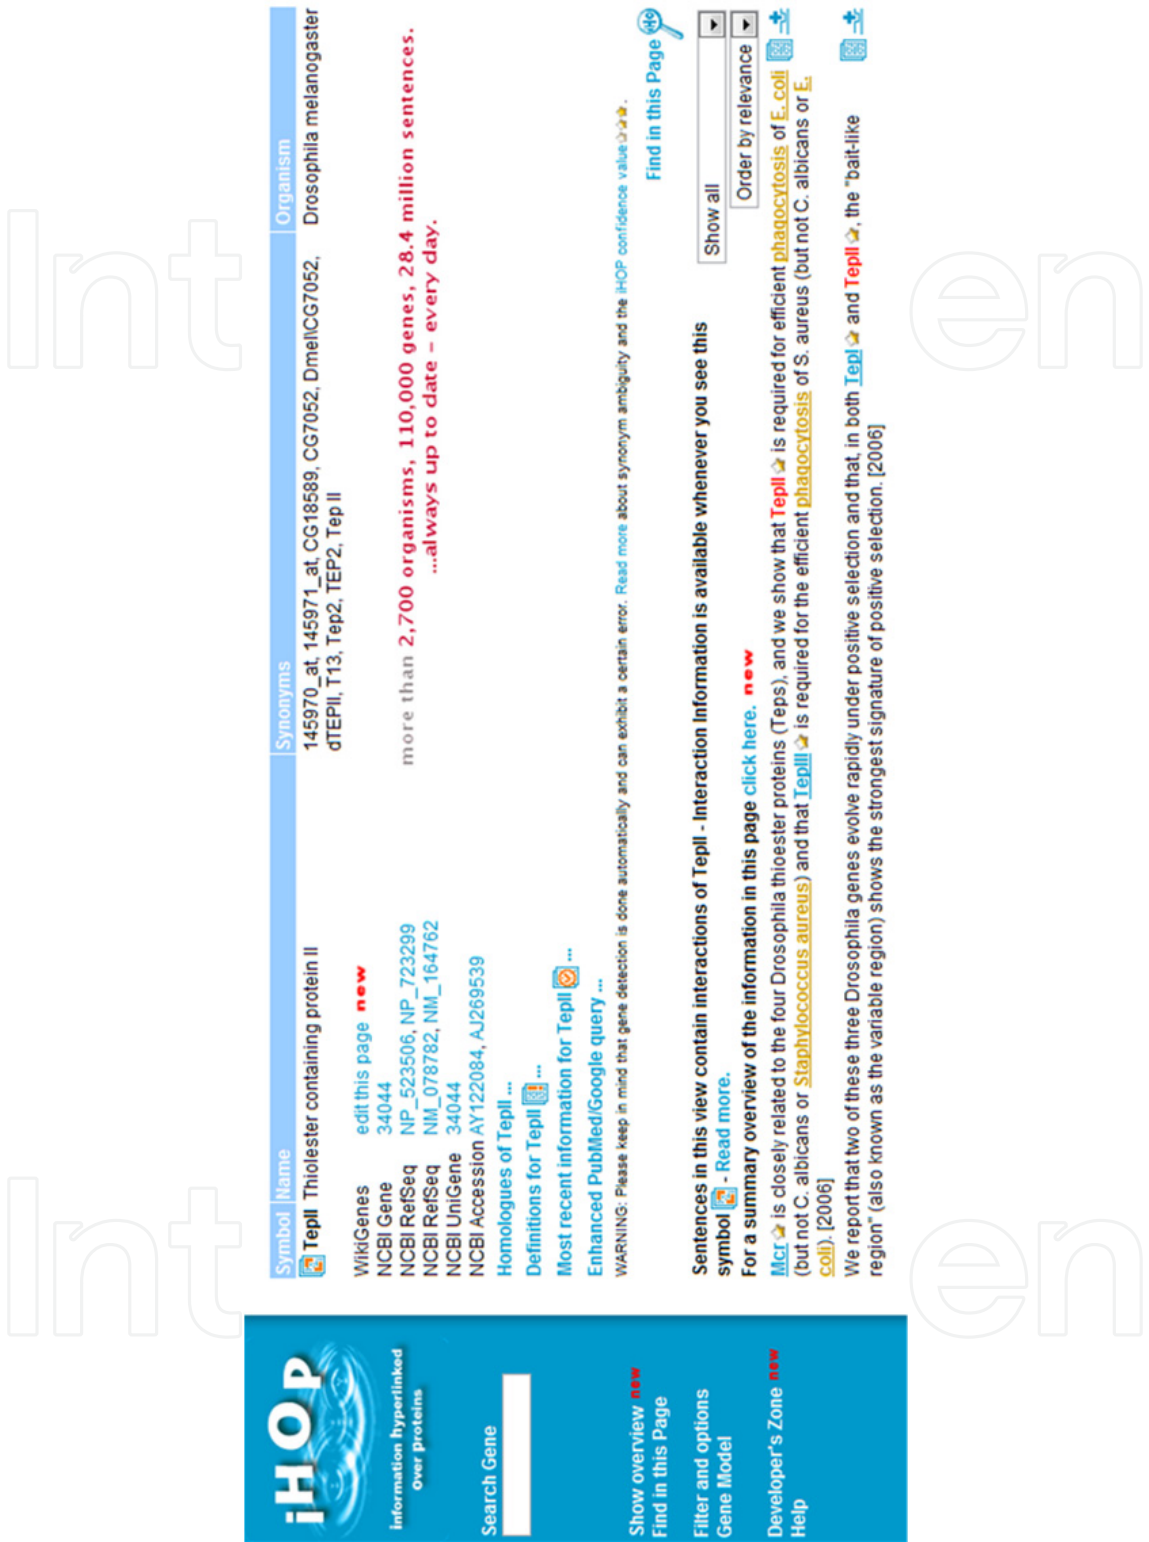 iHOP
information hyperlinked
over proteins
Search Gene
Show overview new
Find in this Page
Filter and options
Gene Model
Developer's Zone new
Help
Symbol Name Synonyms Organism
TepII Thiolester containing protein II 145970_at, 145971_at, CG18589, CG7052, Dmel\CG7052, Drosophila melanogaster
dTEPII, T13, Tep2, TEP2, Tep II
WikiGenes edit this page new
NCBI Gene 34044
NCBI RefSeq NP_523506, NP_723299
NCBI RefSeq NM_078782, NM_164762
NCBI UniGene 34044
NCBI Accession AY122084, AJ269539
more than 2,700 organisms, 110,000 genes, 28.4 million sentences.
...always up to date – every day.
Homologues of TepII ...
Definitions for TepII ...
Most recent information for TepII ...
Enhanced PubMed/Google query ...
WARNING: Please keep in mind that gene detection is done automatically and can exhibit a certain error. Read more about synonym ambiguity and the iHOP confidence value.
Find in this Page
Sentences in this view contain interactions of TepII - Interaction Information is available whenever you see this
symbol - Read more.
Show all
For a summary overview of the information in this page click here. new
Order by relevance
Mcr is closely related to the four Drosophila thioester proteins (Teps), and we show that TepII is required for efficient phagocytosis of E. coli
(but not C. albicans or Staphylococcus aureus) and that TepIII is required for the efficient phagocytosis of S. aureus (but not C. albicans or E.
coli). [2006]
We report that two of these three Drosophila genes evolve rapidly under positive selection and that, in both TepI and TepII, the "bait-like
region" (also known as the variable region) shows the strongest signature of positive selection. [2006]
Int en
Int en